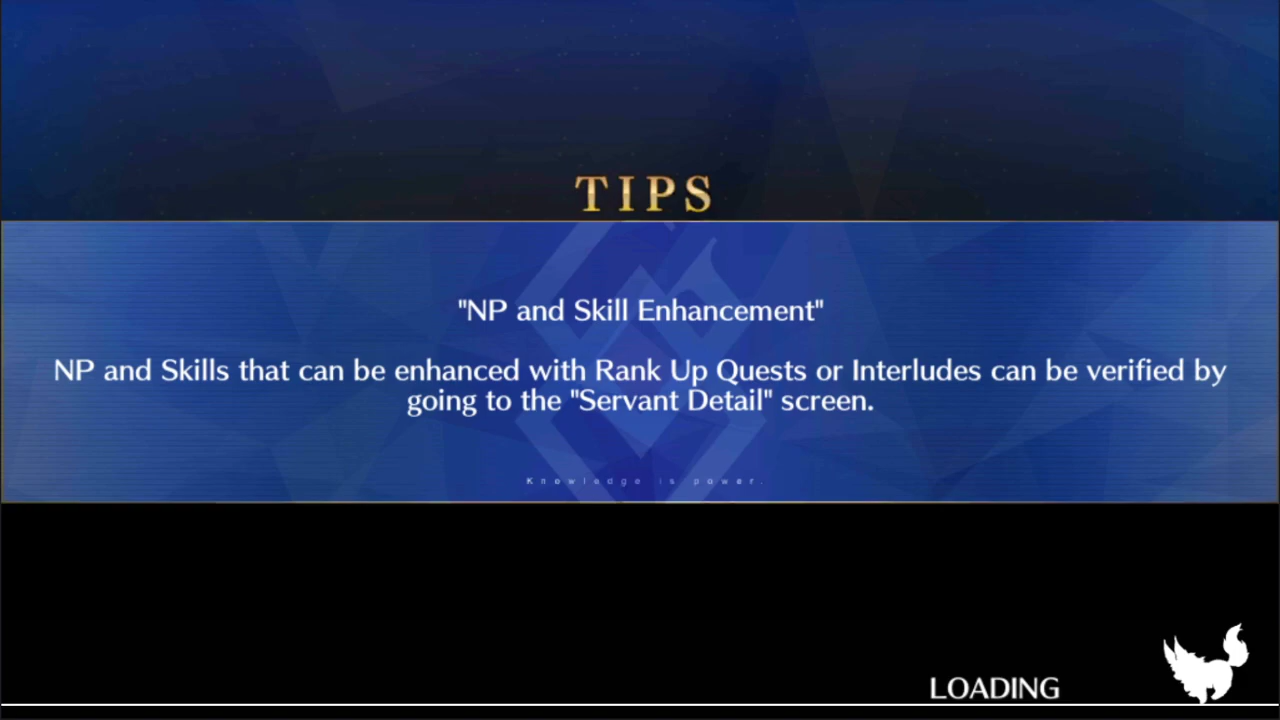 TIPS
"NP and Skill Enhancement"
NP and Skills that can be enhanced with Rank Up Quests or Interludes can be verified by
going to the "Servant Detail" screen.
Knowledge is power.
LOADING